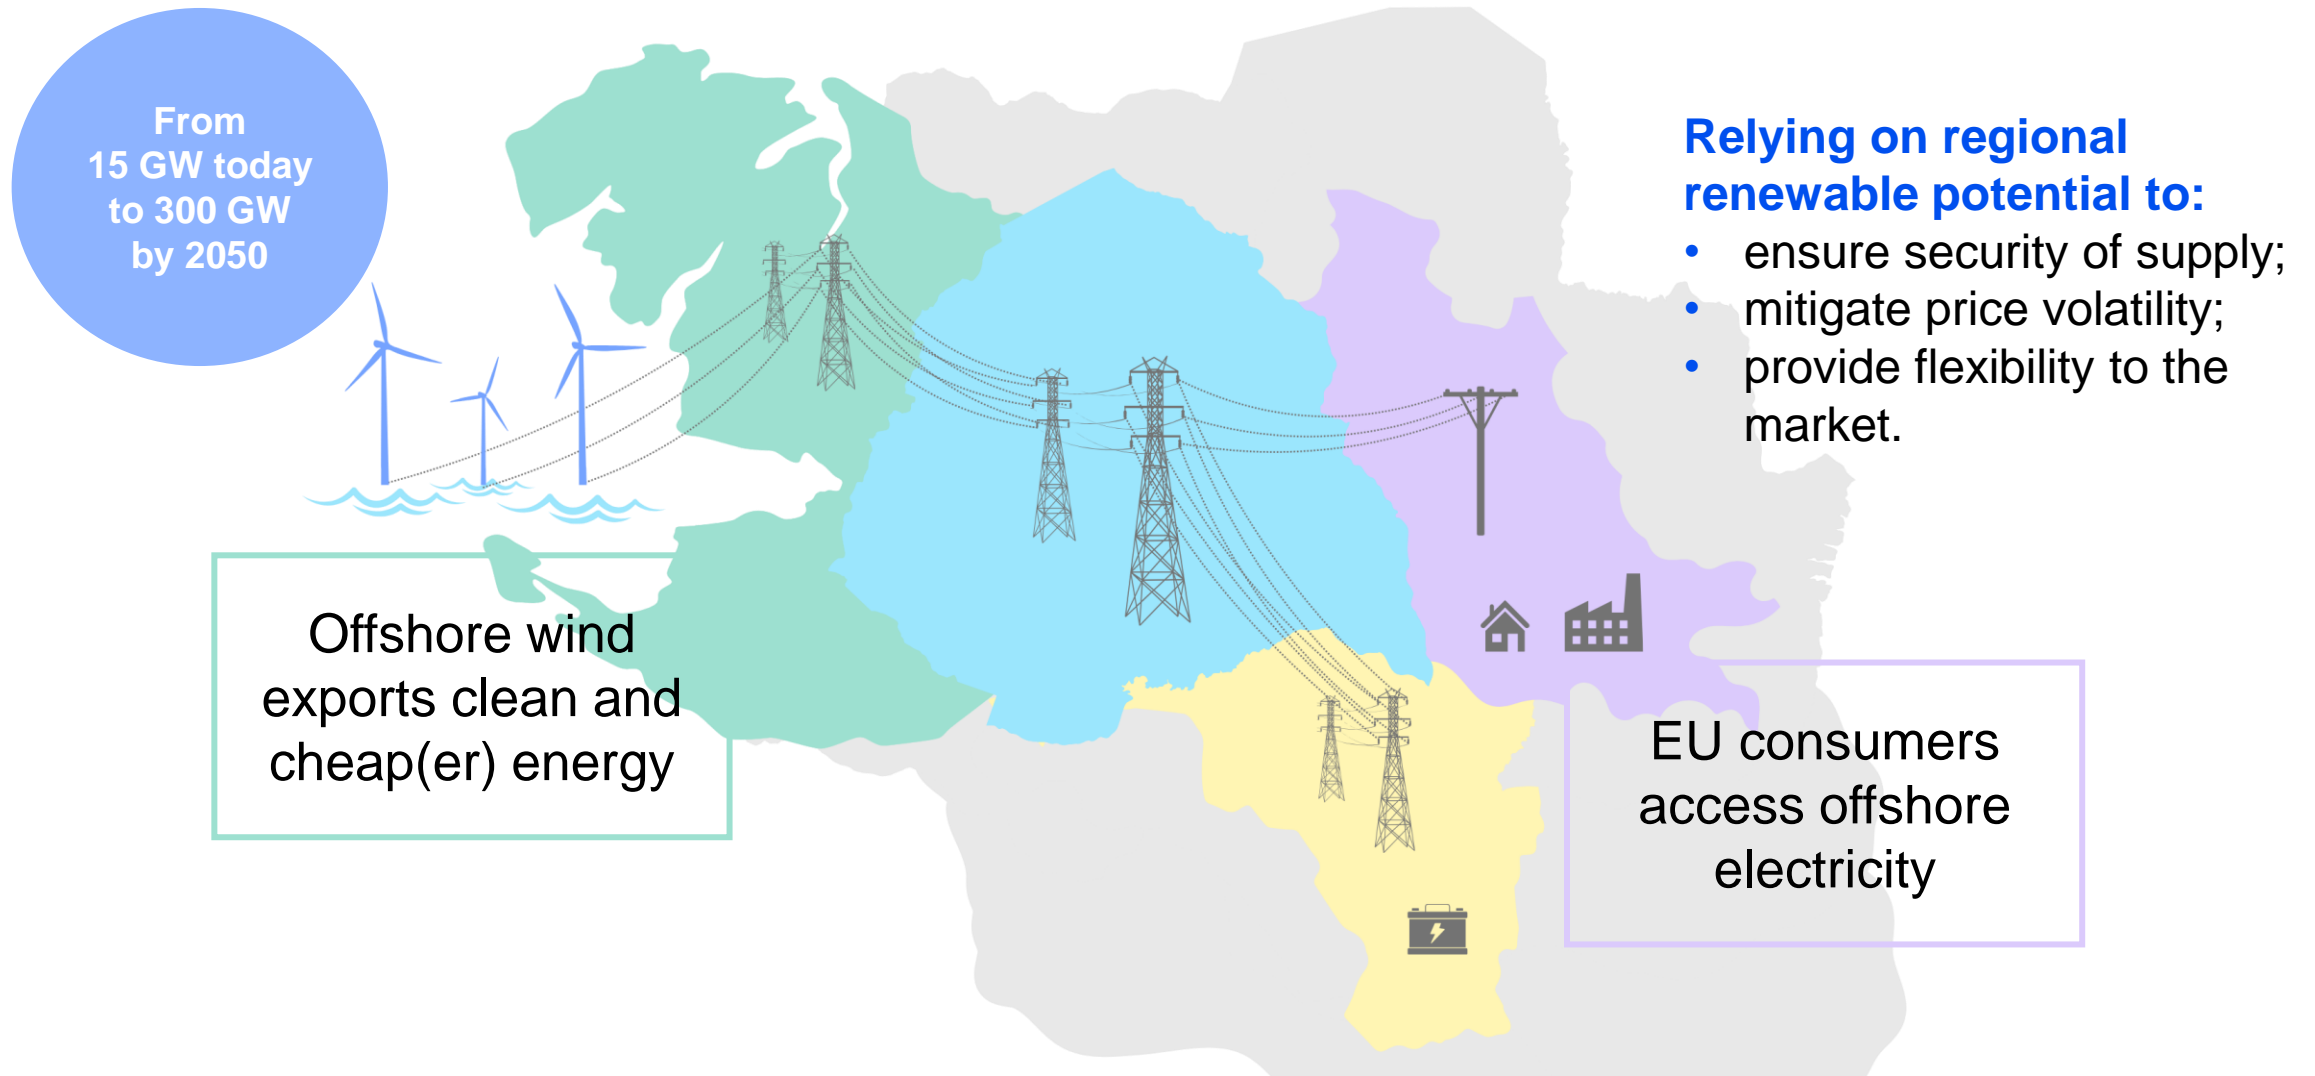 From
15 GW today
to 300 GW
by 2050
Relying on regional
renewable potential to:
• ensure security of supply;
• mitigate price volatility;
• provide flexibility to the
market.
Offshore wind
exports clean and
cheap(er) energy
EU consumers
access offshore
electricity